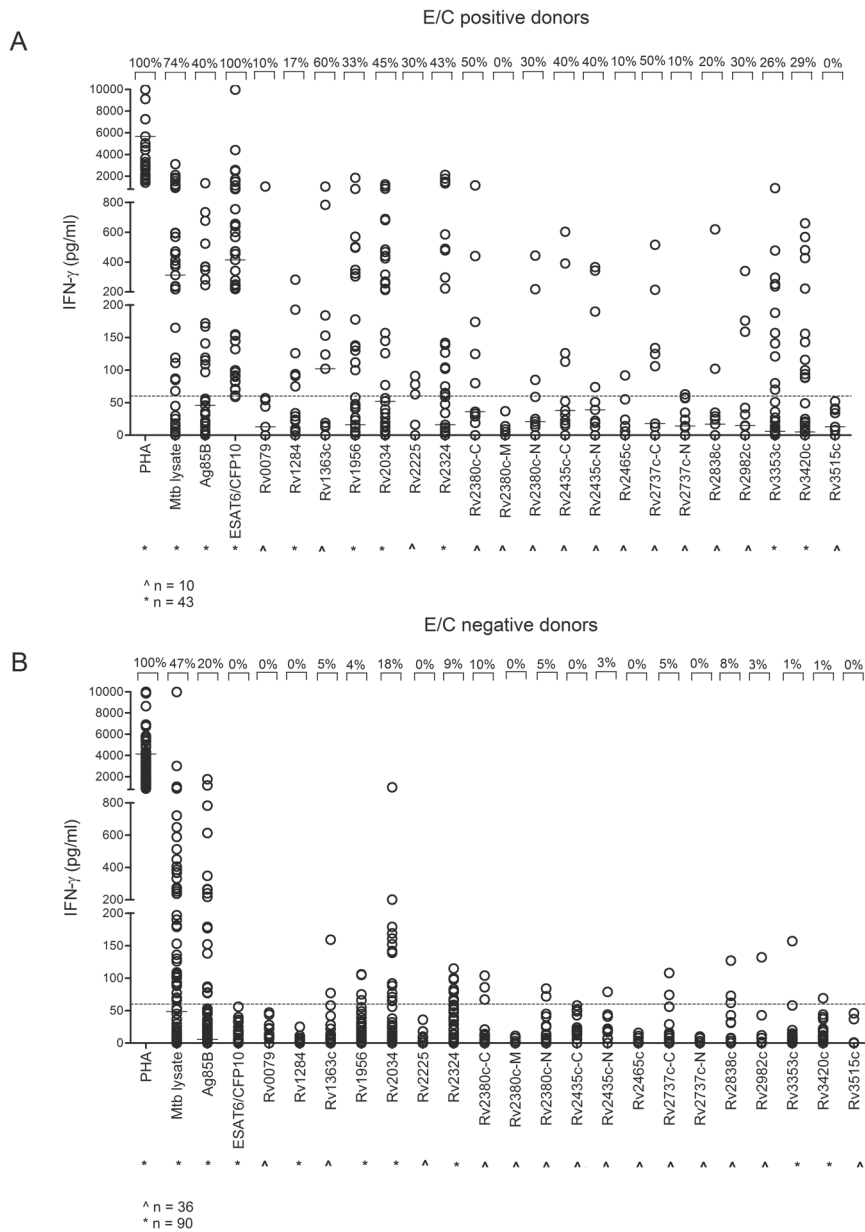 E/C positive donors
A
100% 74% 40% 100% 10% 17% 60% 33% 45% 30% 43% 50% 0% 30% 40% 40% 10% 50% 10% 20% 30% 26% 29% 0%
10000
8000
6000
4000
2000
800
600
400
200
200
150
100
50
0
IFN-γ (pg/ml)
PHA
Mtb lysate
Ag85B
ESAT6/CFP10
Rv0079
Rv1284
Rv1363c
Rv1956
Rv2034
Rv2225
Rv2324
Rv2380c-C
Rv2380c-M
Rv2380c-N
Rv2435c-C
Rv2435c-N
Rv2465c
Rv2737c-C
Rv2737c-N
Rv2838c
Rv2982c
Rv3353c
Rv3420c
Rv3515c
* * * * ^ * ^ * * ^ * ^ ^ ^ ^ ^ ^ ^ ^ ^ ^ * * ^
^ n = 10
* n = 43
E/C negative donors
B
100% 47% 20% 0% 0% 0% 5% 4% 18% 0% 9% 10% 0% 5% 0% 3% 0% 5% 0% 8% 3% 1% 1% 0%
10000
8000
6000
4000
2000
800
600
400
200
200
150
100
50
0
IFN-γ (pg/ml)
PHA
Mtb lysate
Ag85B
ESAT6/CFP10
Rv0079
Rv1284
Rv1363c
Rv1956
Rv2034
Rv2225
Rv2324
Rv2380c-C
Rv2380c-M
Rv2380c-N
Rv2435c-C
Rv2435c-N
Rv2465c
Rv2737c-C
Rv2737c-N
Rv2838c
Rv2982c
Rv3353c
Rv3420c
Rv3515c
* * * * ^ * ^ * * ^ * ^ ^ ^ ^ ^ ^ ^ ^ ^ ^ * * ^
^ n = 36
* n = 90